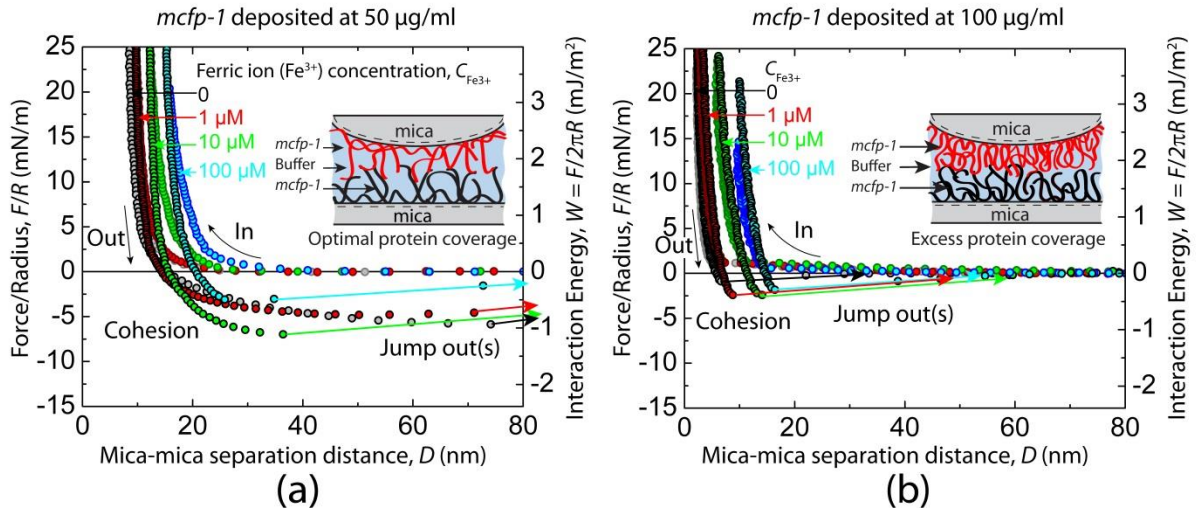 mcfp-1 deposited at 50 µg/ml
25
20
15
10
5
0
-5
-10
-15
Force/Radius, F/R (mN/m)
Ferric ion (Fe³⁺) concentration, C_Fe3+
0
1 µM
10 µM
100 µM
mica
mcfp-1
Buffer
mcfp-1
mica
Optimal protein coverage
Out
In
Cohesion
Jump out(s)
3
2
1
0
-1
-2
Interaction Energy, W = F/2πR (mJ/m²)
0 20 40 60 80
Mica-mica separation distance, D (nm)
(a)
mcfp-1 deposited at 100 µg/ml
25
20
15
10
5
0
-5
-10
-15
Force/Radius, F/R (mN/m)
C_Fe3+
0
1 µM
10 µM
100 µM
mica
mcfp-1
Buffer
mcfp-1
mica
Excess protein coverage
Out
In
Cohesion
Jump out(s)
3
2
1
0
-1
-2
Interaction Energy, W = F/2πR (mJ/m²)
0 10 20 30 40 50 60 70 80
Mica-mica separation distance, D (nm)
(b)